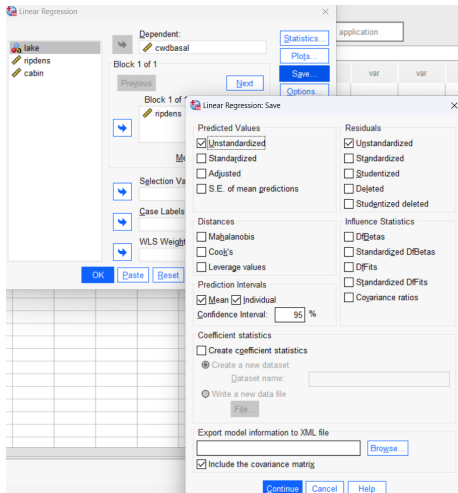 Linear Regression
Dependent:
cwdbasal
Statistics...
application
lake
ripdens
cabin
Plots...
Block 1 of 1
Save...
var var
Previous
Next
Options...
Block 1 of
ripdens
Selection Va
Case Labels
WLS Weight
OK Paste Reset
Linear Regression: Save
Predicted Values
Unstandardized
Standardized
Adjusted
S.E. of mean predictions
Residuals
Unstandardized
Standardized
Studentized
Deleted
Studentized deleted
Distances
Mahalanobis
Cook's
Leverage values
Influence Statistics
DfBetas
Standardized DfBetas
DfFits
Standardized DfFits
Covariance ratios
Prediction Intervals
Mean Individual
Confidence Interval: 95 %
Coefficient statistics
Create coefficient statistics
Create a new dataset
Dataset name:
Write a new data file
File...
Export model information to XML file
Browse...
Include the covariance matrix
Continue Cancel Help